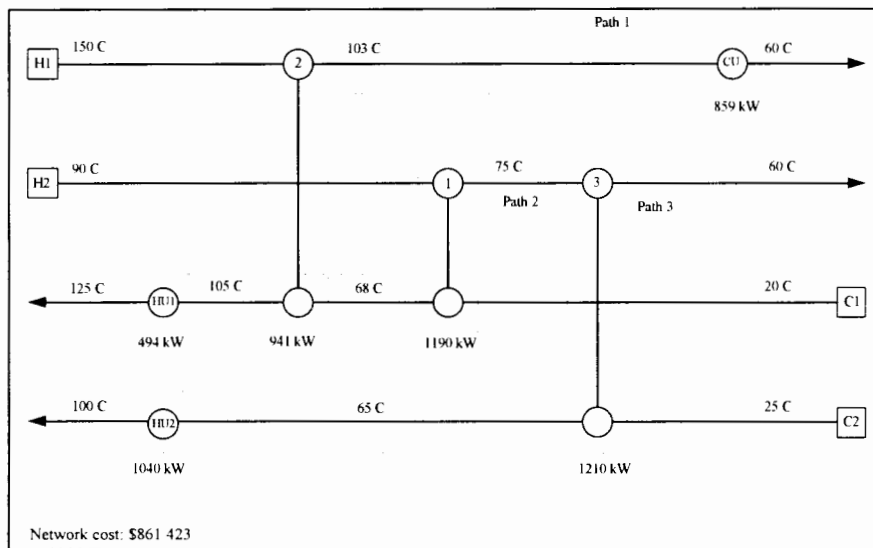 Path 1
150 C 103 C 60 C
H1 2 CU
859 kW
90 C 75 C 60 C
H2 1 3
Path 2 Path 3
125 C 105 C 68 C 20 C
HU1 C1
494 kW 941 kW 1190 kW
100 C 65 C 25 C
HU2 C2
1040 kW 1210 kW
Network cost: $861 423